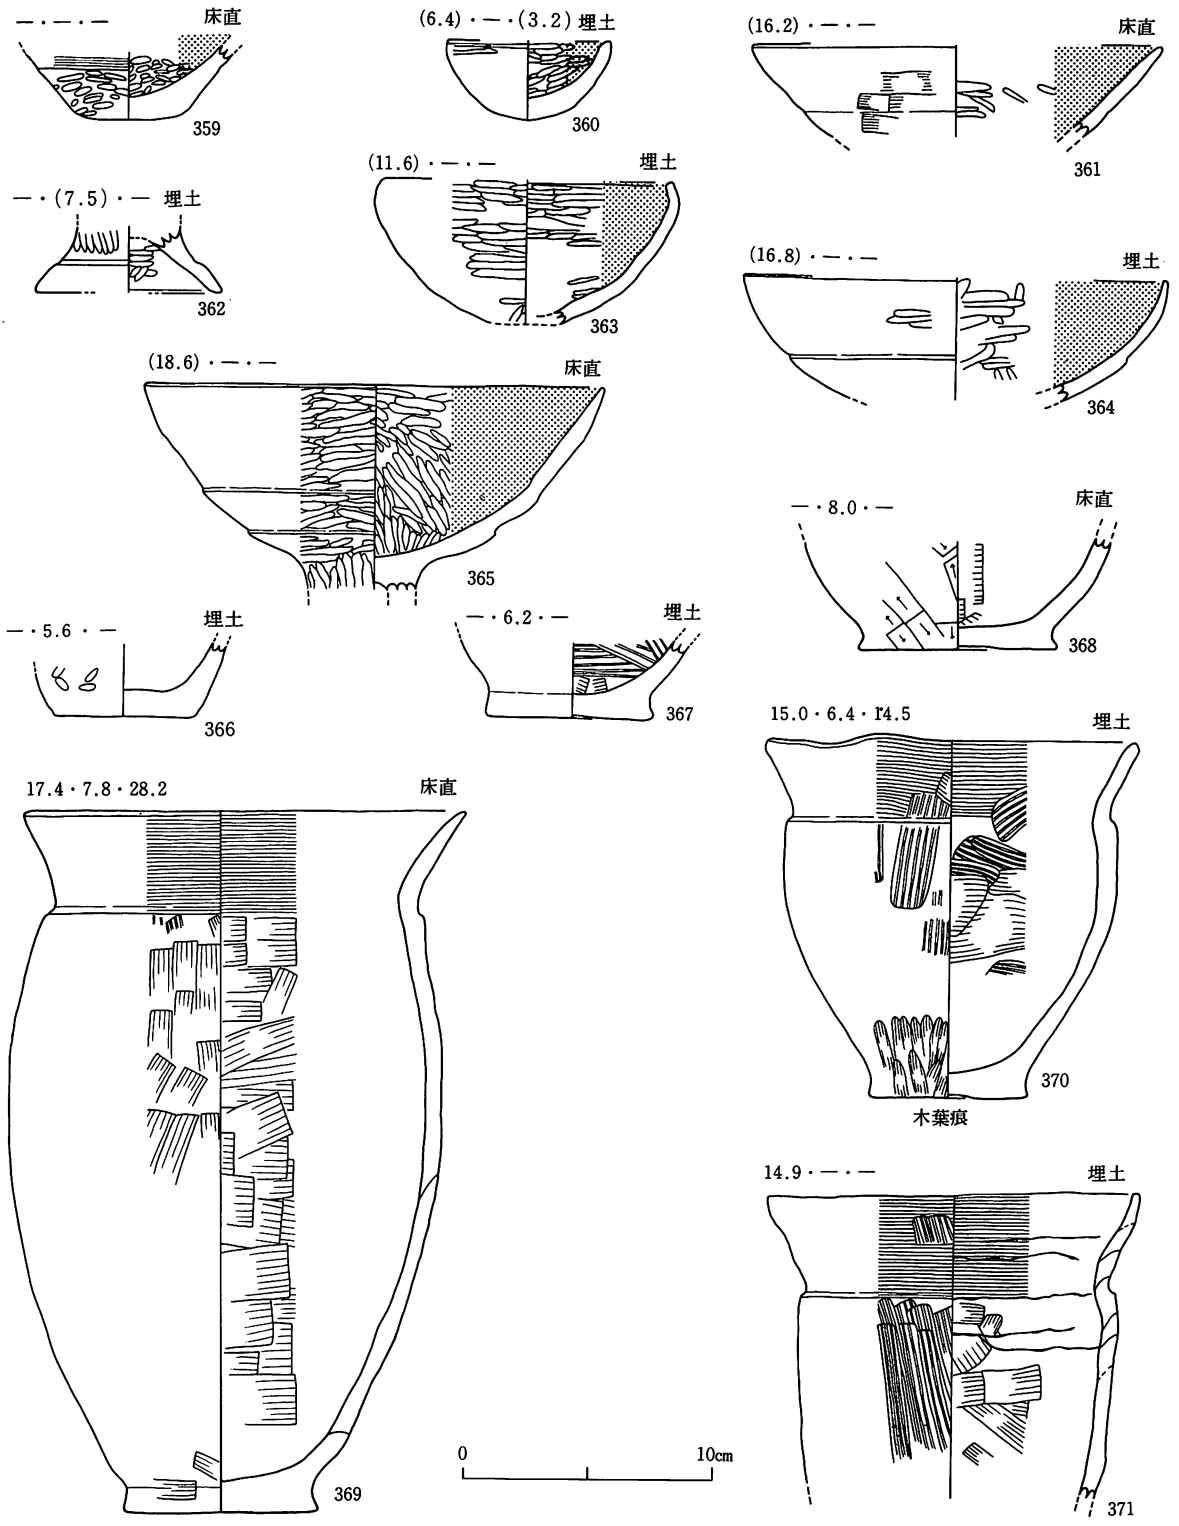 —・—・— 床直
359
(6.4)・—・(3.2) 埋土
360
(16.2)・—・— 床直
361
—・(7.5)・— 埋土
362
(11.6)・—・— 埋土
363
(16.8)・—・— 埋土
364
(18.6)・—・— 床直
365
—・5.6・— 埋土
366
—・6.2・— 埋土
367
—・8.0・— 床直
368
17.4・7.8・28.2 床直
369
15.0・6.4・14.5 埋土
370
木葉痕
14.9・—・— 埋土
371
0 10cm